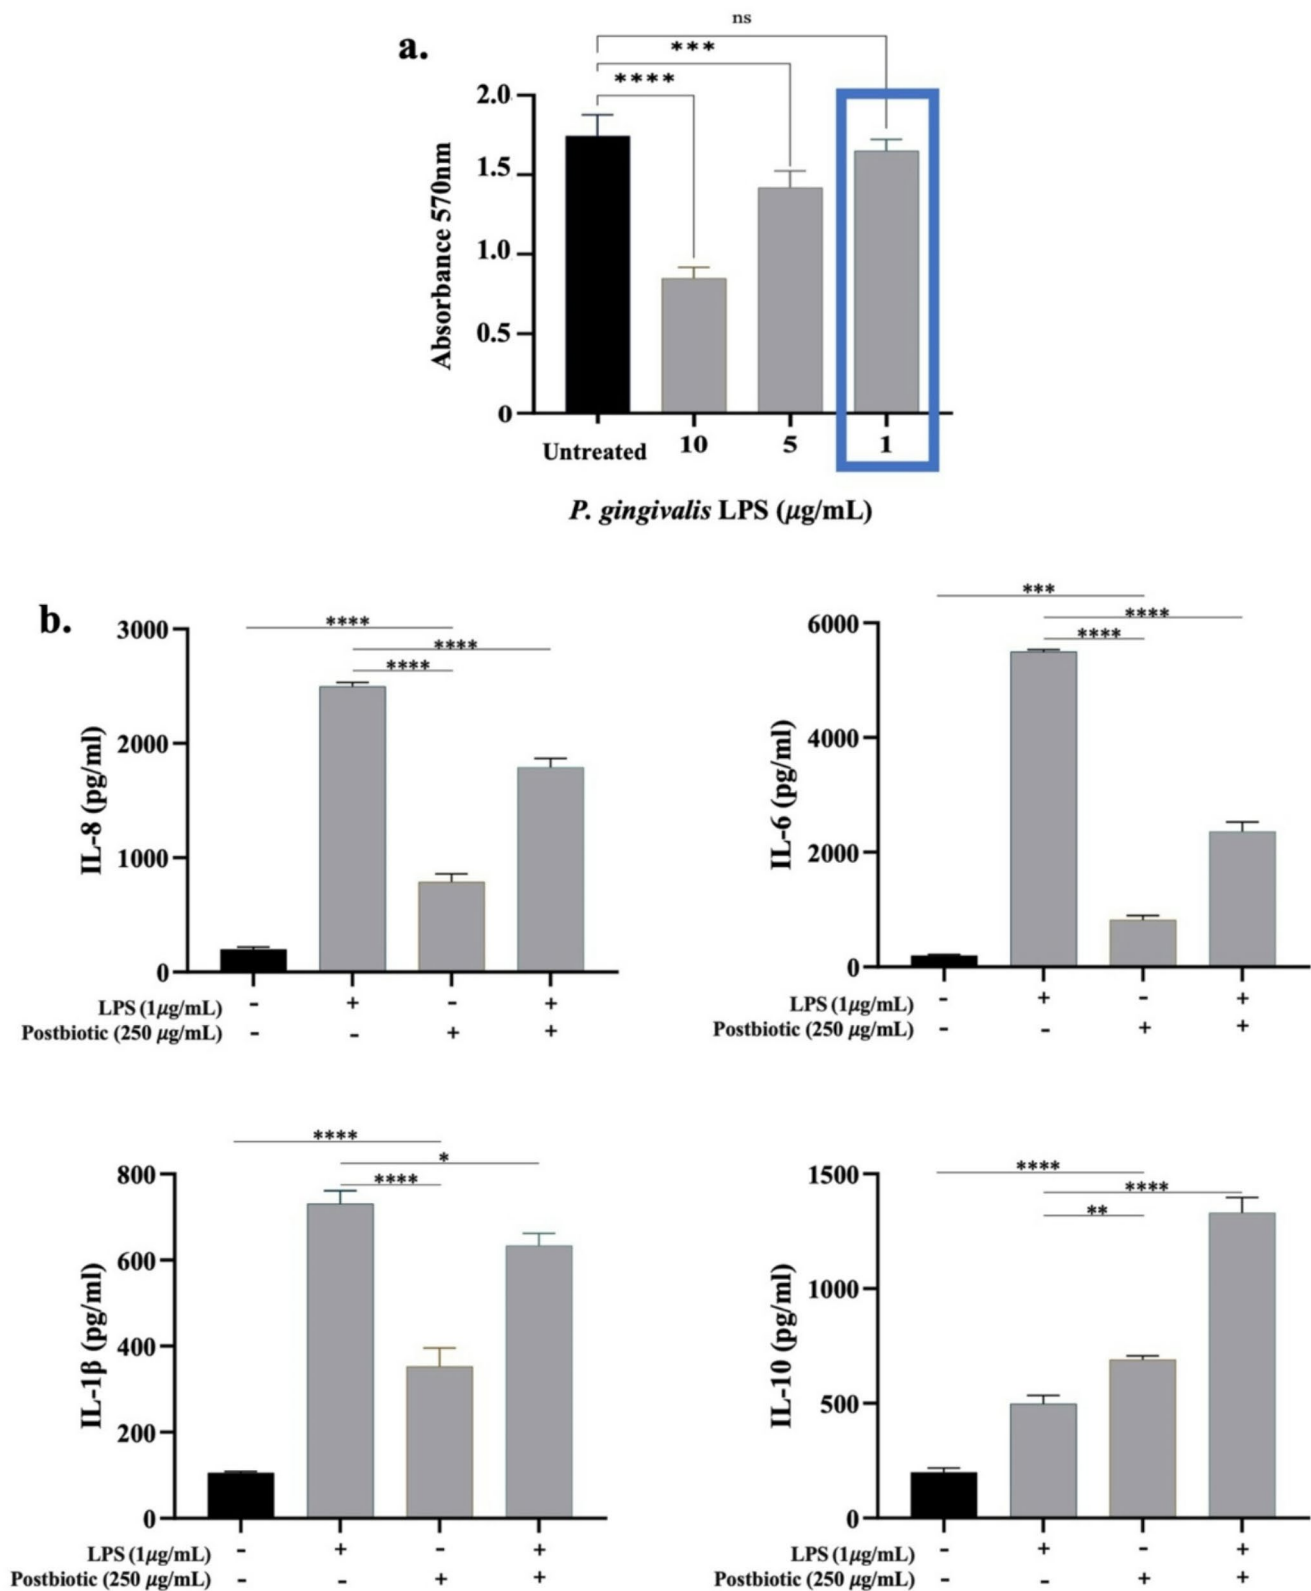 a.
ns
***
****
2.0
1.5
1.0
0.5
0
Absorbance 570nm
Untreated 10 5 1
P. gingivalis LPS (μg/mL)
b.
****
****
****
3000
2000
1000
0
IL-8 (pg/ml)
LPS (1μg/mL) - + - +
Postbiotic (250 μg/mL) - - + +
***
****
****
6000
4000
2000
0
IL-6 (pg/ml)
LPS (1μg/mL) - + - +
Postbiotic (250 μg/mL) - - + +
****
*
****
800
600
400
200
0
IL-1β (pg/ml)
LPS (1μg/mL) - + - +
Postbiotic (250 μg/mL) - - + +
****
****
**
1500
1000
500
0
IL-10 (pg/ml)
LPS (1μg/mL) - + - +
Postbiotic (250 μg/mL) - - + +